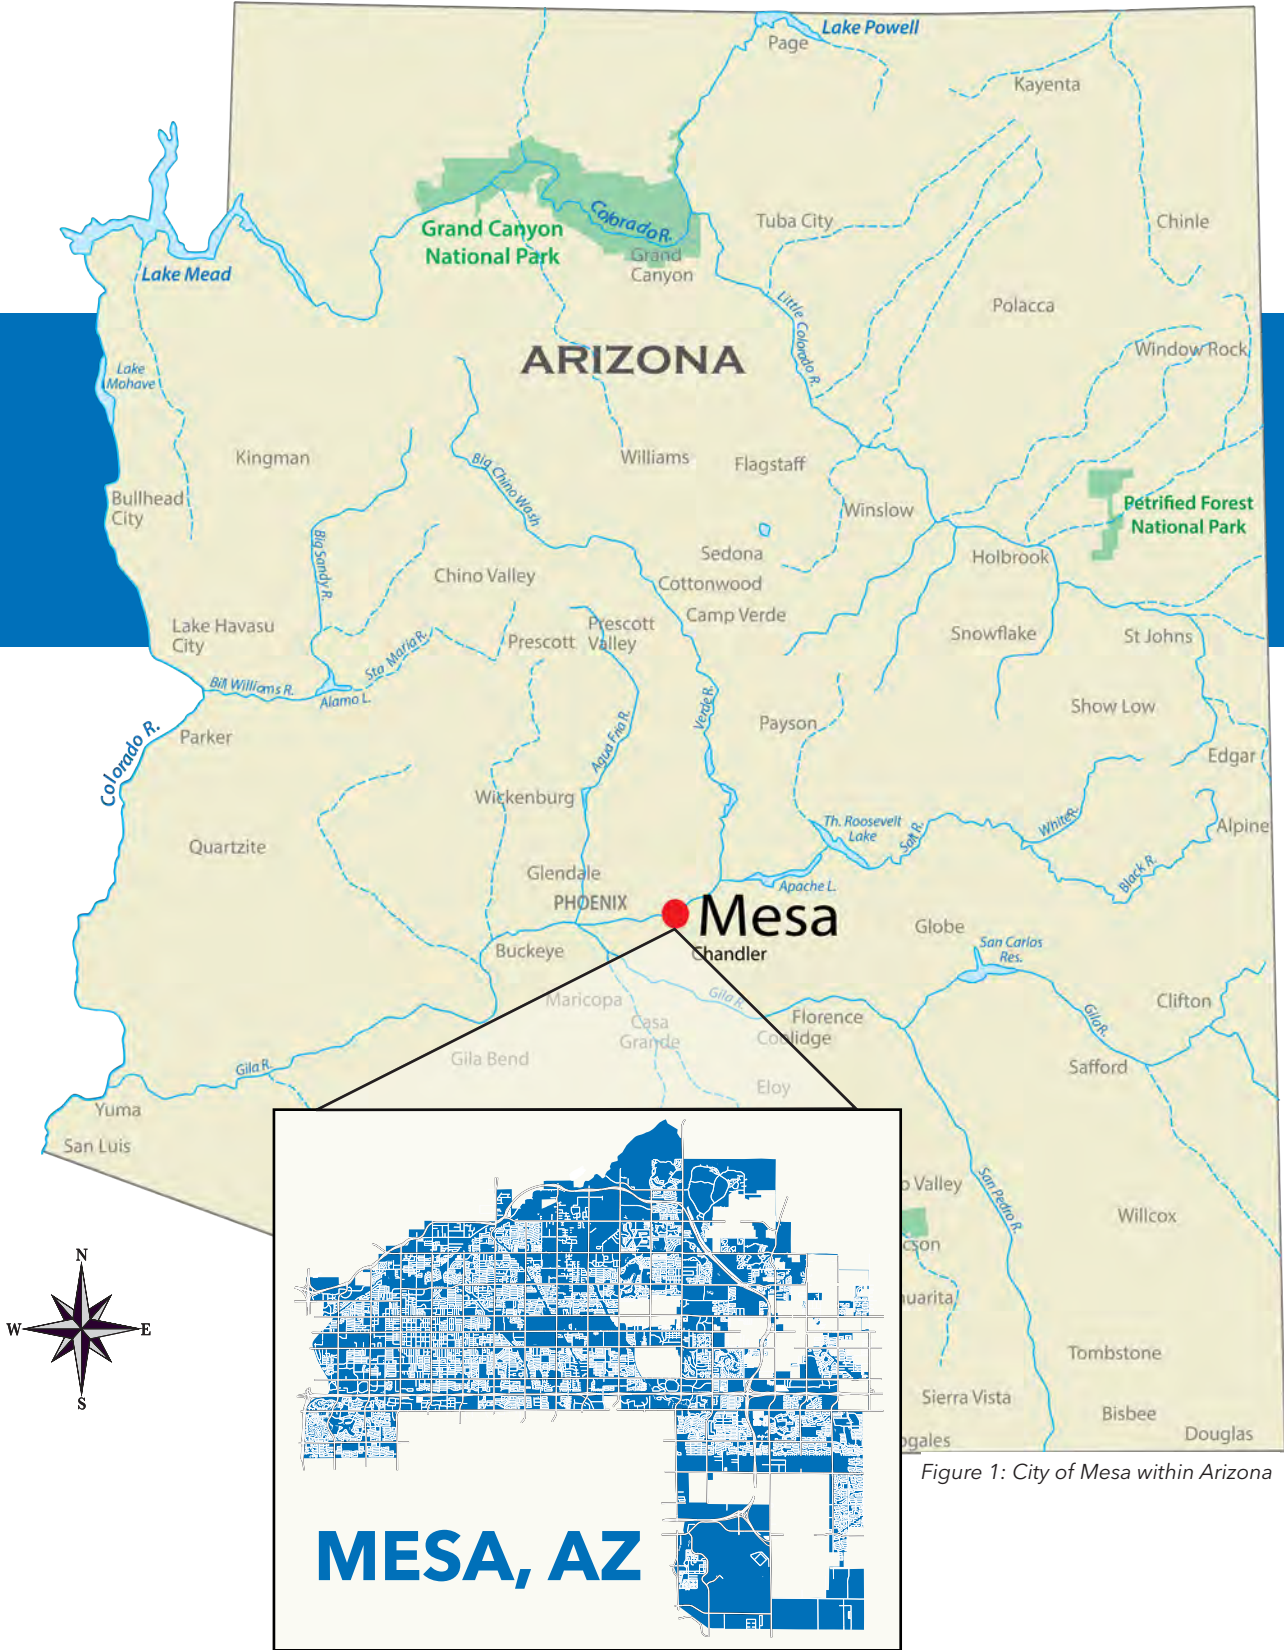 Lake Powell
Page
Kayenta
Tuba City
Chinle
Colorado R.
Grand Canyon
National Park
Grand
Canyon
Lake Mead
Little Colorado R.
Polacca
Window Rock
ARIZONA
Lake
Mohave
Kingman
Williams
Flagstaff
Big Chino Wash
Bullhead
City
Winslow
Petrified Forest
National Park
Big Sandy R.
Sedona
Holbrook
Chino Valley
Cottonwood
Camp Verde
Lake Havasu
City
Prescott
Prescott
Valley
Snowflake
St Johns
Sta Maria R.
Bill Williams R.
Alamo L.
Verde R.
Show Low
Payson
Colorado R.
Parker
Agua Fria R.
Edgar
Wickenburg
Th. Roosevelt
Lake
Salt R.
White R.
Alpine
Quartzite
Glendale
Apache L.
Black R.
PHOENIX
Mesa
Globe
Chandler
San Carlos
Res.
Buckeye
Maricopa
Gila R.
Clifton
Casa
Grande
Florence
Coolidge
Gila R.
Gila Bend
Gila R.
Safford
Eloy
Yuma
San Luis
o Valley
San Pedro R.
Willcox
cson
huarita
N
W
E
S
Tombstone
Sierra Vista
Bisbee
Douglas
ogales
Figure 1: City of Mesa within Arizona
MESA, AZ